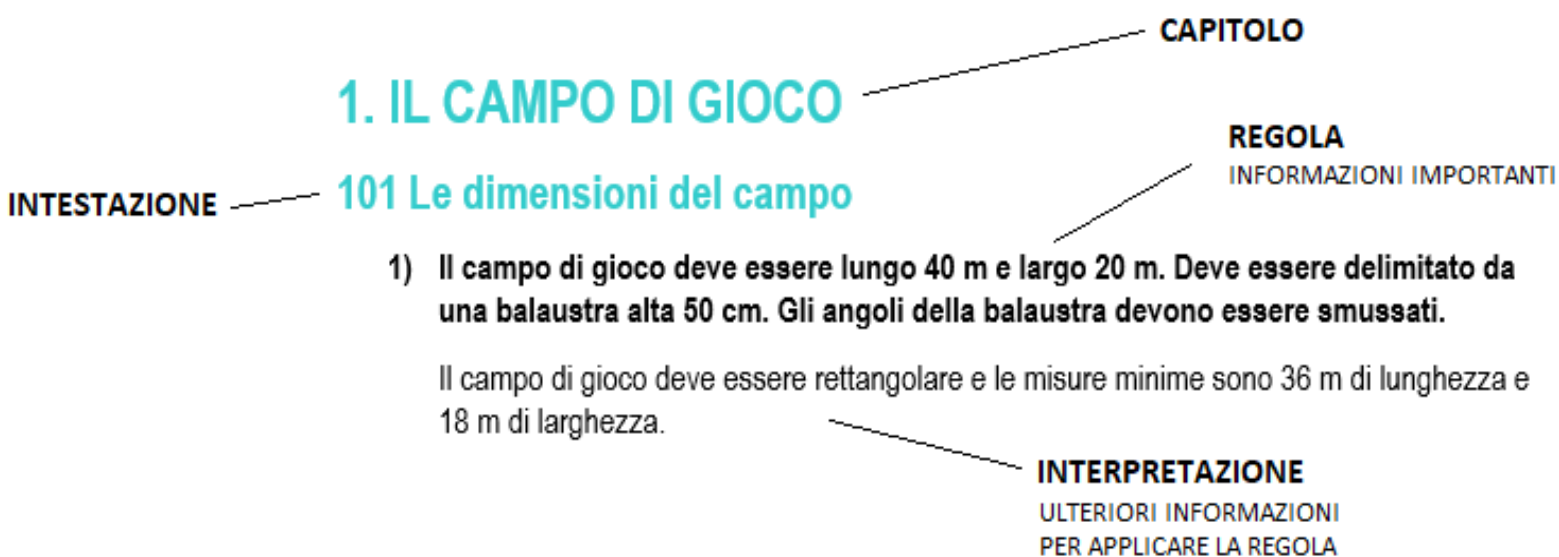 CAPITOLO
1. IL CAMPO DI GIOCO
REGOLA
INFORMAZIONI IMPORTANTI
INTESTAZIONE
101 Le dimensioni del campo
1) Il campo di gioco deve essere lungo 40 m e largo 20 m. Deve essere delimitato da
una balaustra alta 50 cm. Gli angoli della balaustra devono essere smussati.
Il campo di gioco deve essere rettangolare e le misure minime sono 36 m di lunghezza e
18 m di larghezza.
INTERPRETAZIONE
ULTERIORI INFORMAZIONI
PER APPLICARE LA REGOLA